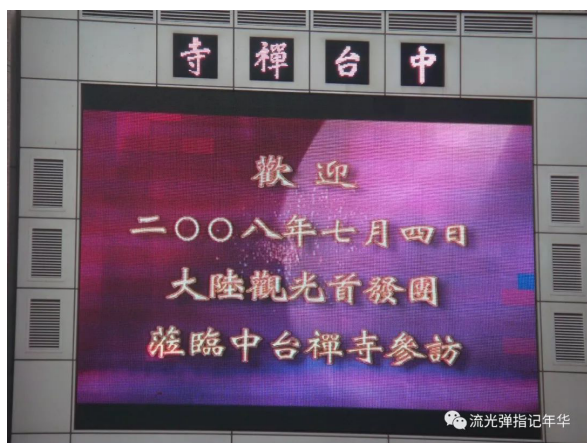 中台禪寺
歡迎
二〇〇八年七月四日
大陸觀光首發團
蒞臨中台禪寺參訪
流光弹指记年华